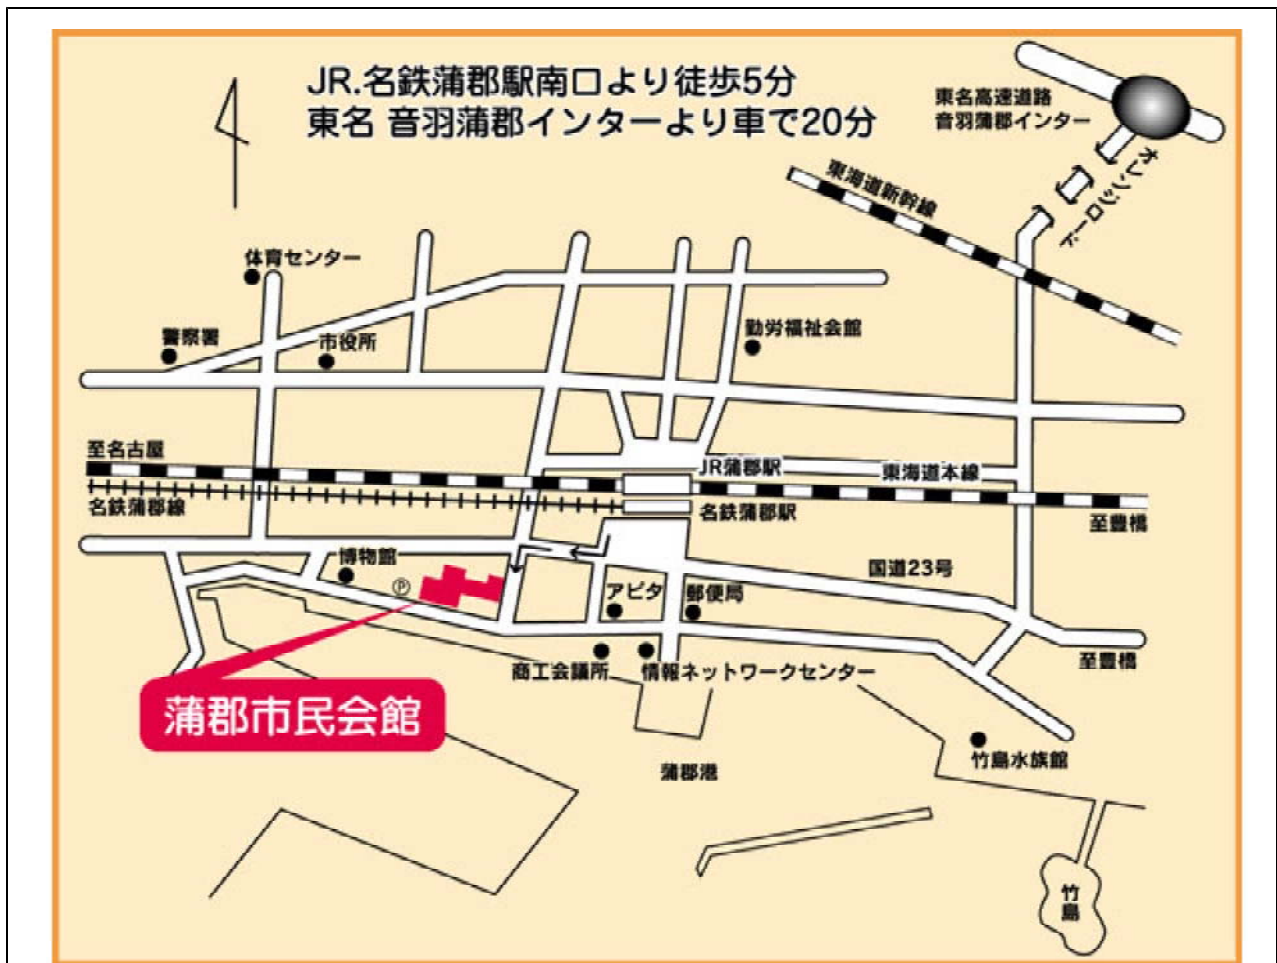 JR.名鉄蒲郡駅南口より徒歩5分
東名 音羽蒲郡インターより車で20分
東名高速道路
音羽蒲郡インター
オレンジロード
東海道新幹線
体育センター
警察署
市役所
勤労福祉会館
至名古屋
JR蒲郡駅
東海道本線
名鉄蒲郡線
名鉄蒲郡駅
至豊橋
博物館
国道23号
P
アピタ
郵便局
商工会議所
情報ネットワークセンター
至豊橋
蒲郡市民会館
竹島水族館
蒲郡港
竹島